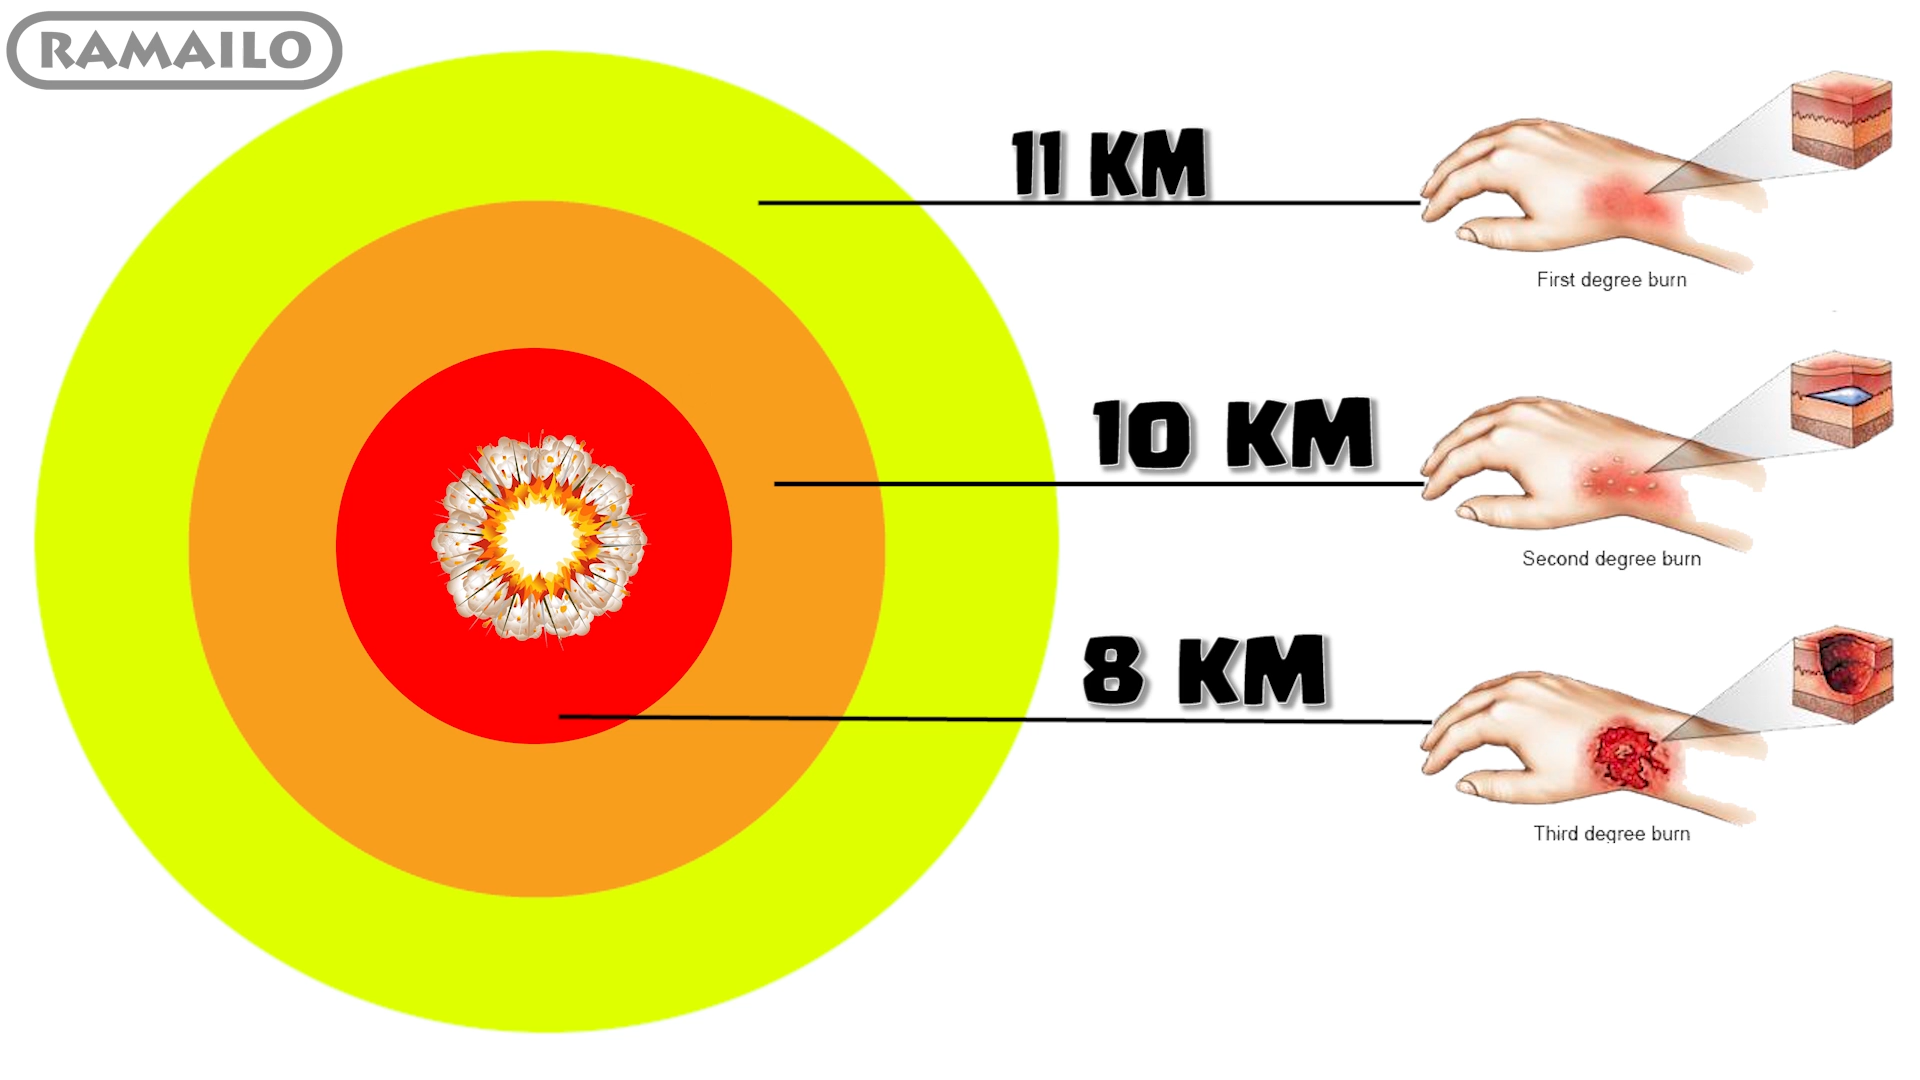 RAMAILO
11 KM
First degree burn
10 KM
Second degree burn
8 KM
Third degree burn